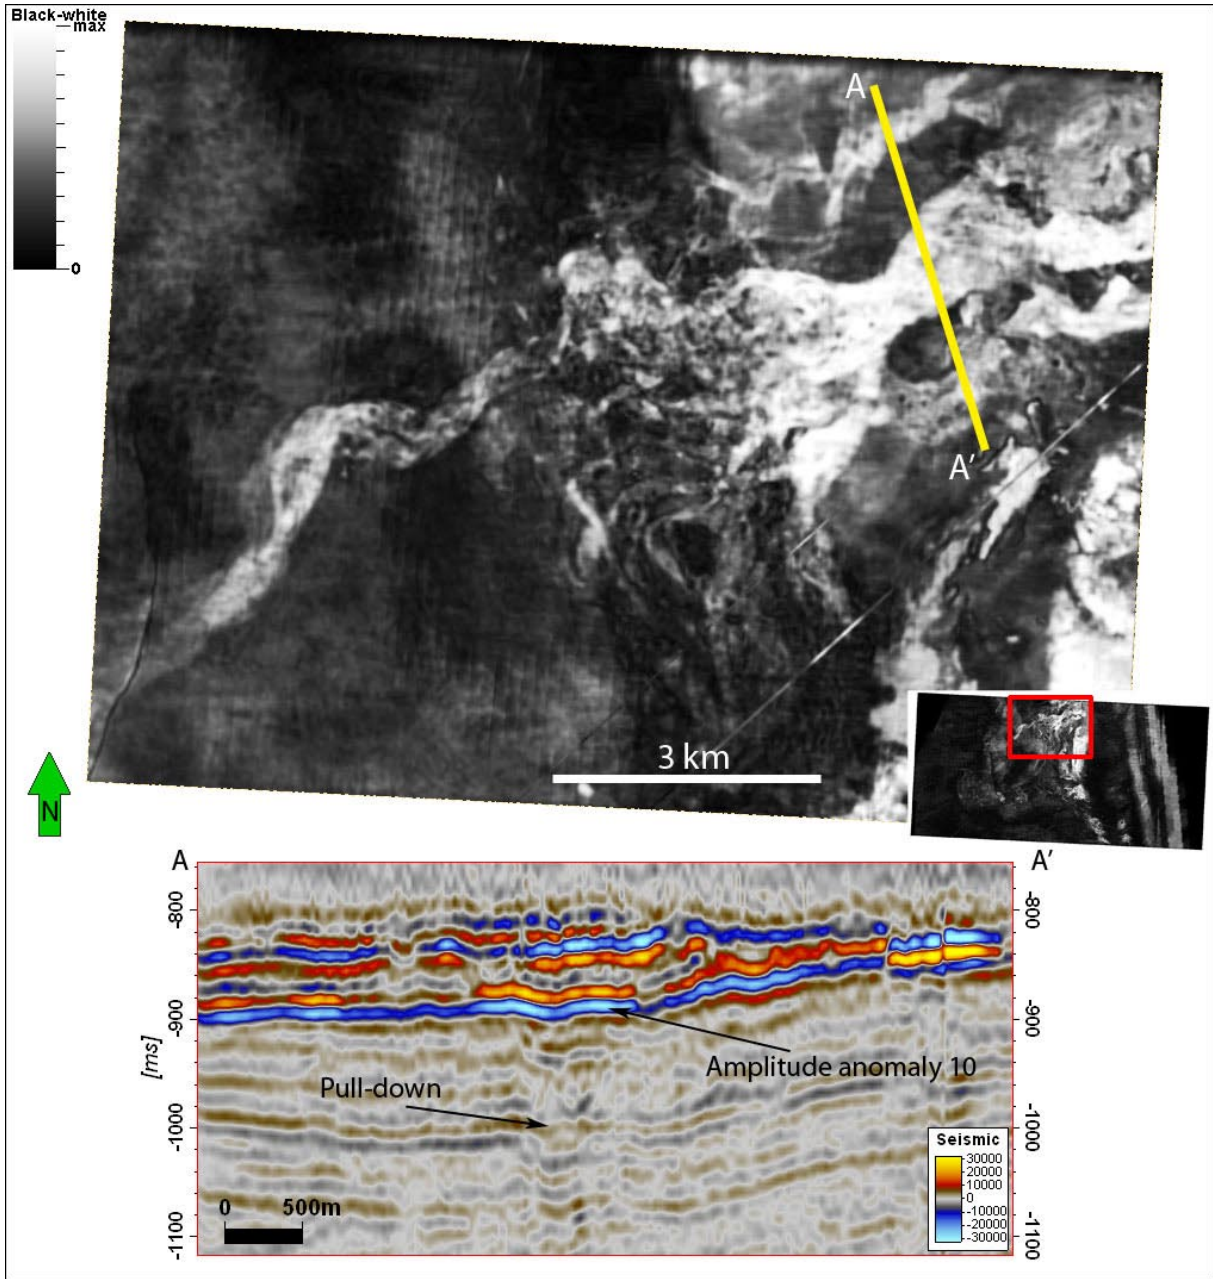 Black-white
max
0
A
A'
3 km
N
A
A'
-800
-900
-1000
-1100
[ms]
-800
-900
-1000
-1100
Amplitude anomaly 10
Pull-down
0 500m
Seismic
30000
20000
10000
0
-10000
-20000
-30000